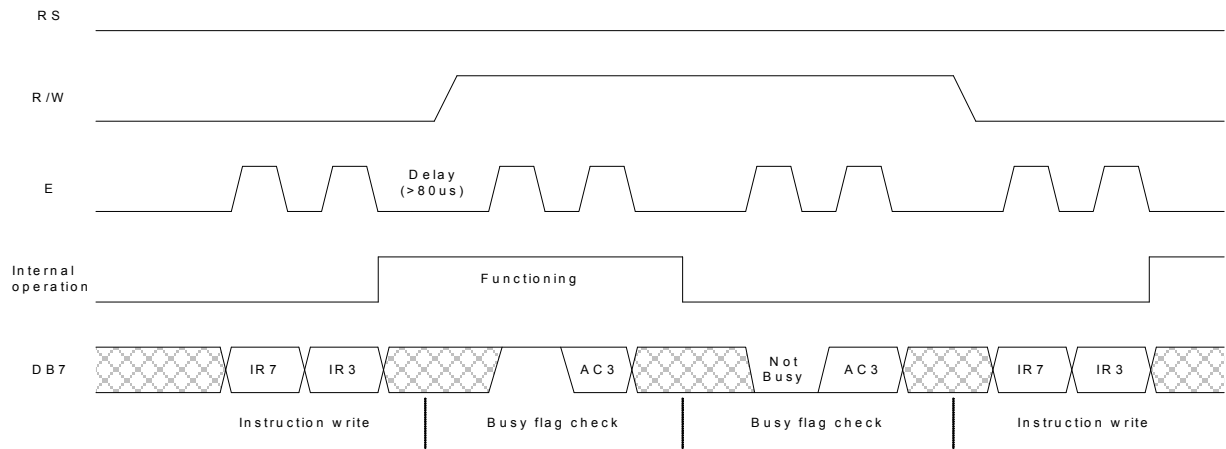 RS
R/W
E
Delay
(>80us)
Internal
operation
Functioning
DB7
IR7
IR3
AC3
Not
Busy
AC3
IR7
IR3
Instruction write
Busy flag check
Busy flag check
Instruction write